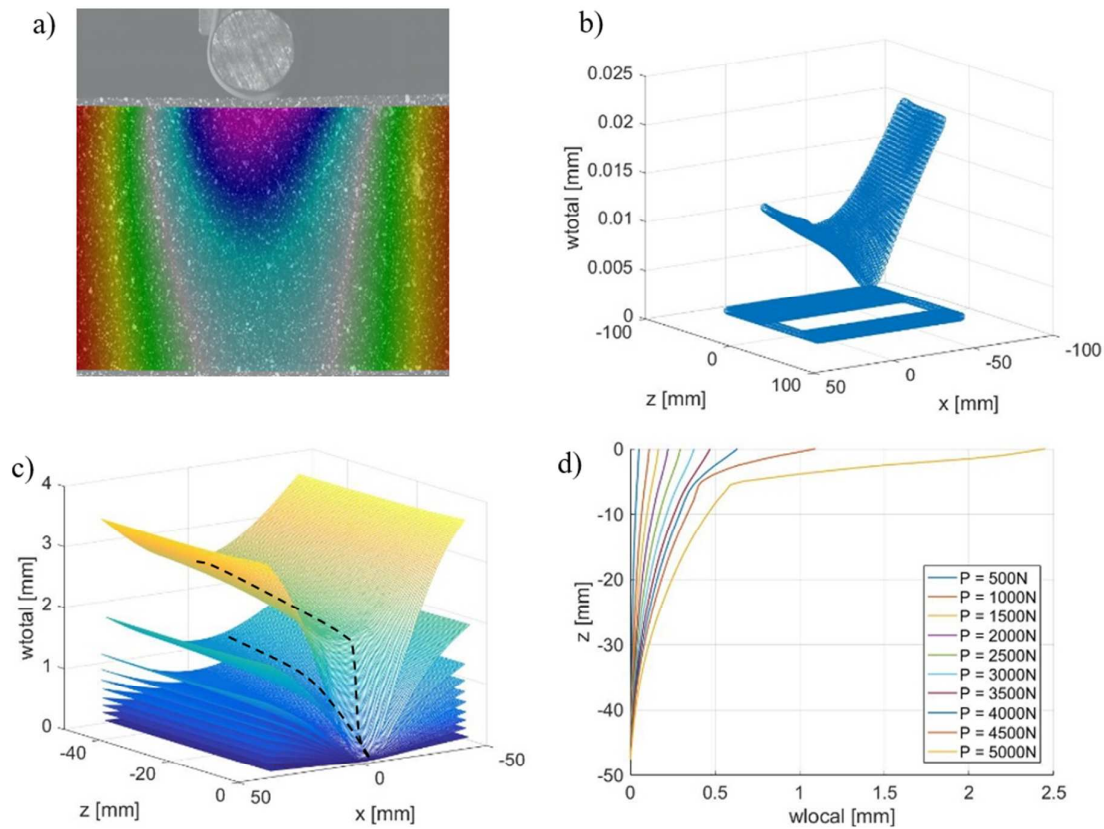 a)
b)
0.025
0.02
0.015
0.01
0.005
0
wtotal [mm]
-100
0
100
z [mm]
50
0
-50
-100
x [mm]
c)
4
3
2
1
0
wtotal [mm]
-40
-20
0
z [mm]
50
0
-50
x [mm]
d)
0
-10
-20
-30
-40
-50
z [mm]
P = 500N
P = 1000N
P = 1500N
P = 2000N
P = 2500N
P = 3000N
P = 3500N
P = 4000N
P = 4500N
P = 5000N
0 0.5 1 1.5 2 2.5
wlocal [mm]